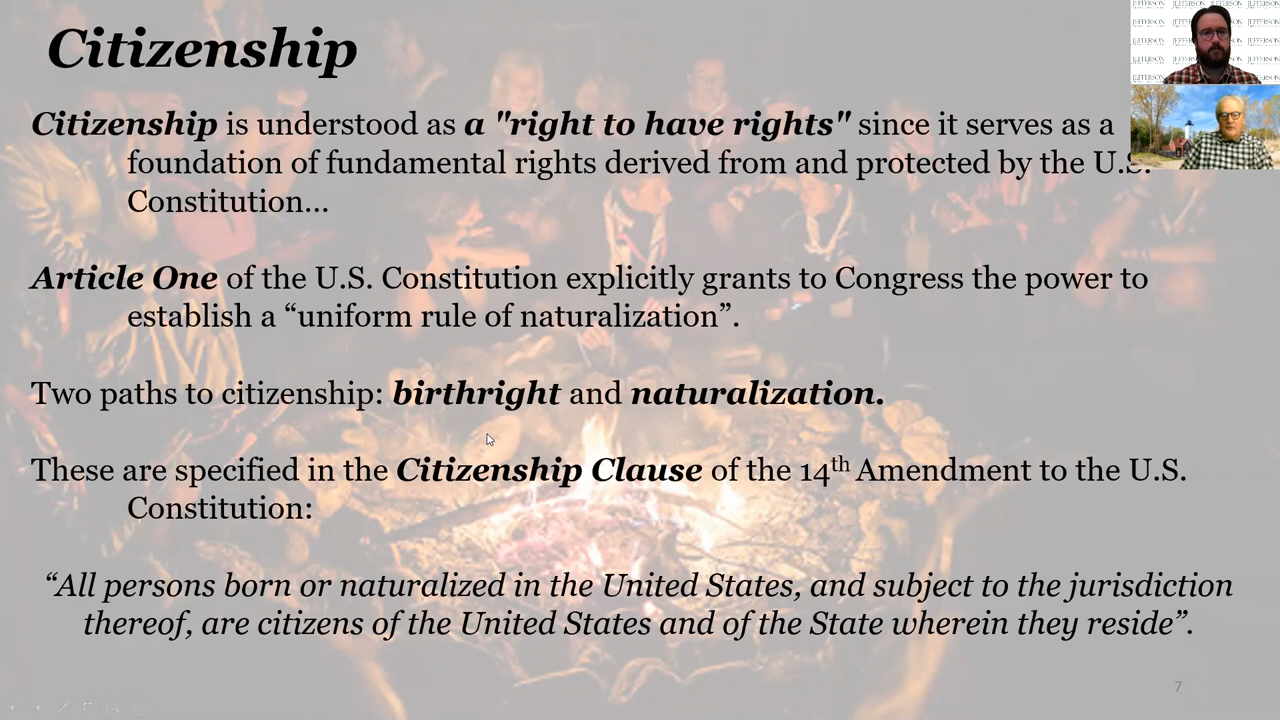 Citizenship
Citizenship is understood as a "right to have rights" since it serves as a
foundation of fundamental rights derived from and protected by the U.S.
Constitution...
Article One of the U.S. Constitution explicitly grants to Congress the power to
establish a “uniform rule of naturalization”.
Two paths to citizenship: birthright and naturalization.
These are specified in the Citizenship Clause of the 14th Amendment to the U.S.
Constitution:
“All persons born or naturalized in the United States, and subject to the jurisdiction
thereof, are citizens of the United States and of the State wherein they reside”.
7